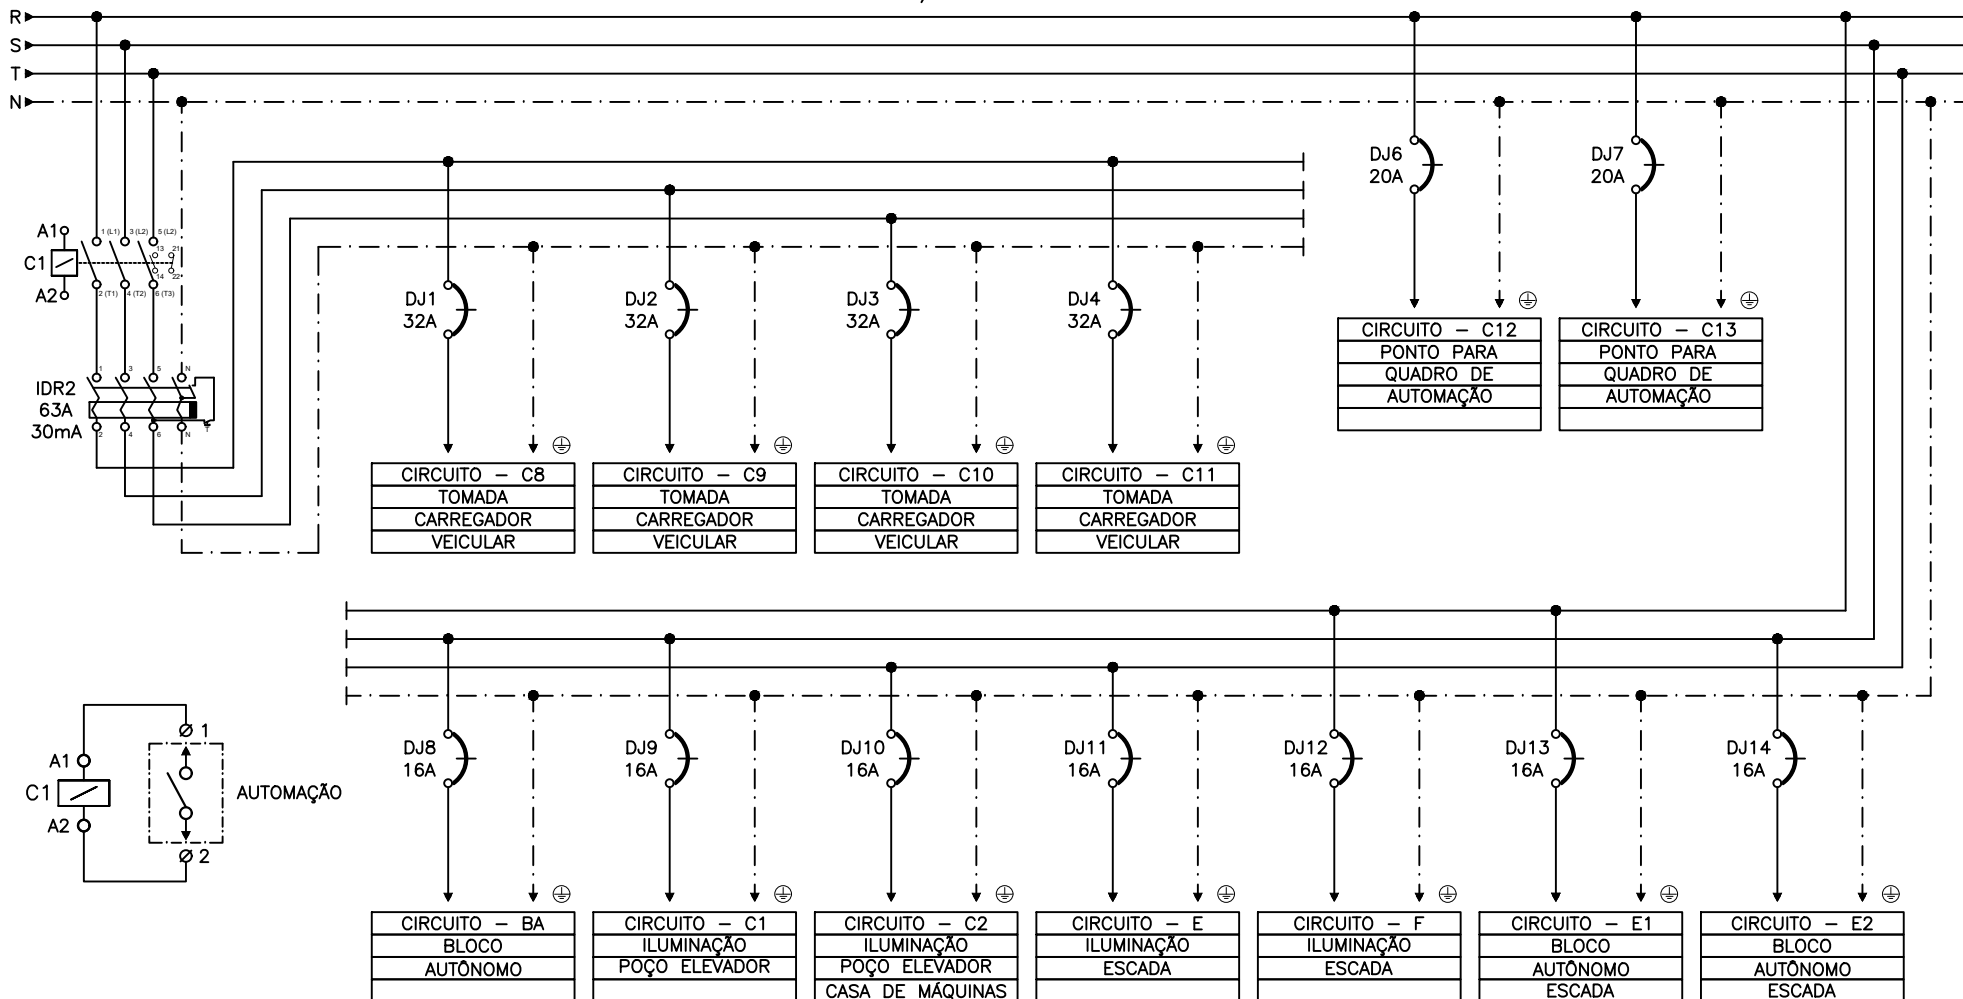 R
S
T
N
A1
C1
A2
1 (L1)
3 (L2)
5 (L2)
13
21
14
22
2 (T1)
4 (T2)
6 (T3)
IDR2
63A
30mA
1
3
5
N
2
4
6
N
T
DJ1
32A
DJ2
32A
DJ3
32A
DJ4
32A
DJ6
20A
DJ7
20A
CIRCUITO - C12
PONTO PARA
QUADRO DE
AUTOMAÇÃO
CIRCUITO - C13
PONTO PARA
QUADRO DE
AUTOMAÇÃO
CIRCUITO - C8
TOMADA
CARREGADOR
VEICULAR
CIRCUITO - C9
TOMADA
CARREGADOR
VEICULAR
CIRCUITO - C10
TOMADA
CARREGADOR
VEICULAR
CIRCUITO - C11
TOMADA
CARREGADOR
VEICULAR
A1
C1
A2
1
2
AUTOMAÇÃO
DJ8
16A
DJ9
16A
DJ10
16A
DJ11
16A
DJ12
16A
DJ13
16A
DJ14
16A
CIRCUITO - BA
BLOCO
AUTÔNOMO
CIRCUITO - C1
ILUMINAÇÃO
POÇO ELEVADOR
CIRCUITO - C2
ILUMINAÇÃO
POÇO ELEVADOR
CASA DE MÁQUINAS
CIRCUITO - E
ILUMINAÇÃO
ESCADA
CIRCUITO - F
ILUMINAÇÃO
ESCADA
CIRCUITO - E1
BLOCO
AUTÔNOMO
ESCADA
CIRCUITO - E2
BLOCO
AUTÔNOMO
ESCADA